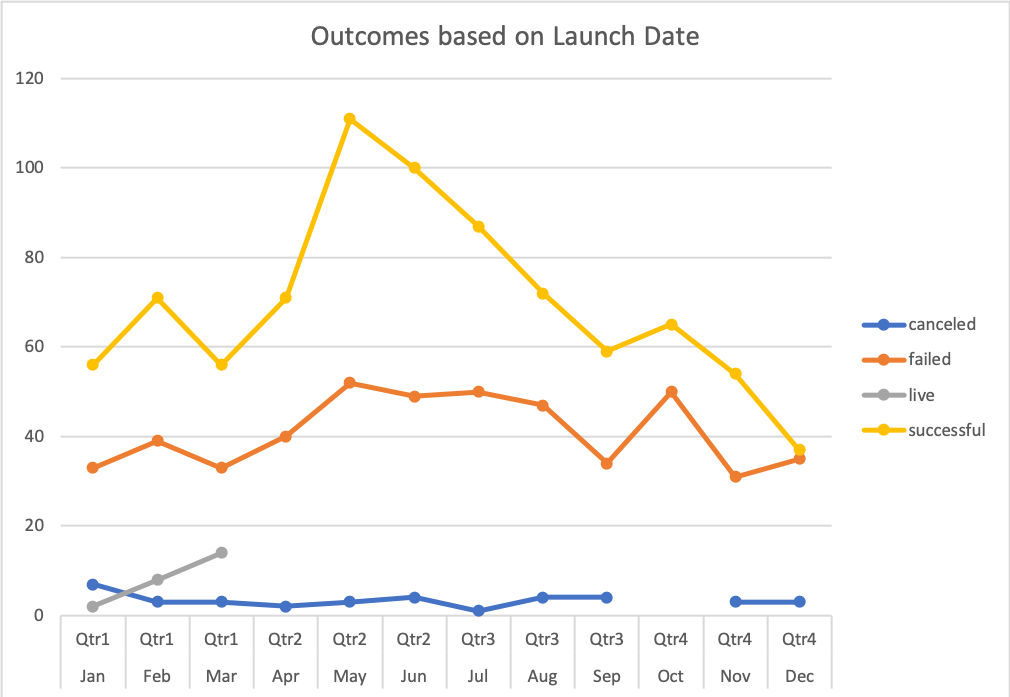 Outcomes based on Launch Date
120
100
80
60
40
20
0
canceled
failed
live
successful
Qtr1 Qtr1 Qtr1 Qtr2 Qtr2 Qtr2 Qtr3 Qtr3 Qtr3 Qtr4 Qtr4 Qtr4
Jan Feb Mar Apr May Jun Jul Aug Sep Oct Nov Dec